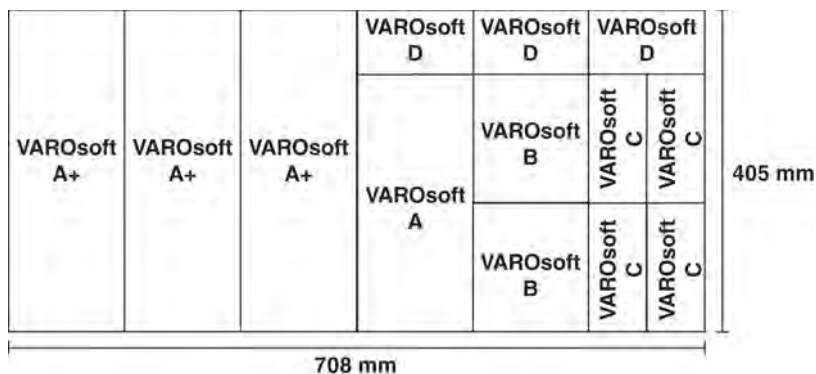 VAROsoft
D
VAROsoft
D
VAROsoft
D
VAROsoft
A+
VAROsoft
A+
VAROsoft
A+
VAROsoft
A
VAROsoft
B
VAROsoft
C
VAROsoft
C
VAROsoft
B
VAROsoft
C
VAROsoft
C
405 mm
708 mm